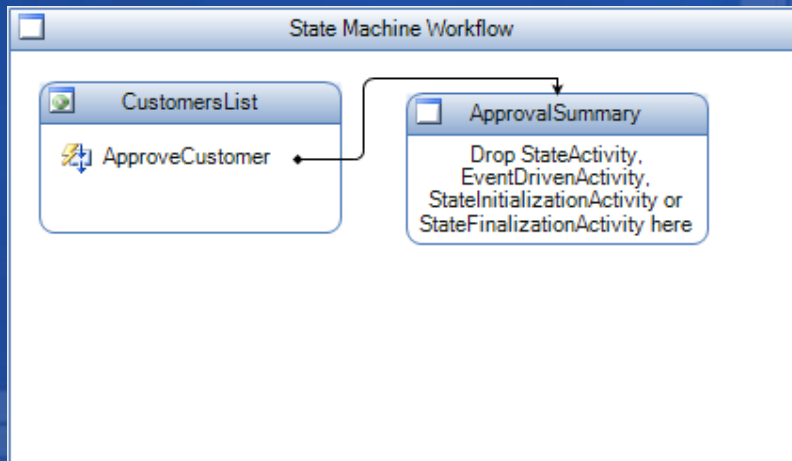 State Machine Workflow
CustomersList
ApproveCustomer
ApprovalSummary
Drop StateActivity,
EventDrivenActivity,
StateInitializationActivity or
StateFinalizationActivity here